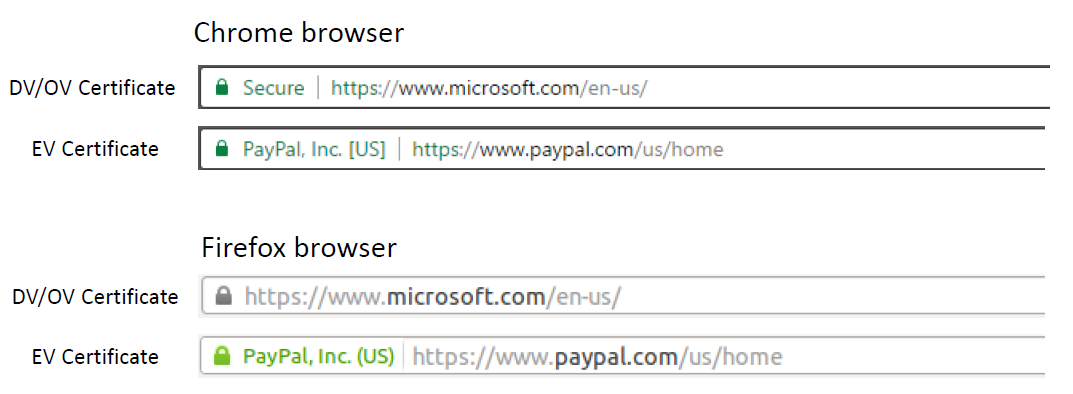 Chrome browser
DV/OV Certificate Secure https://www.microsoft.com/en-us/
EV Certificate PayPal, Inc. [US] https://www.paypal.com/us/home
Firefox browser
DV/OV Certificate https://www.microsoft.com/en-us/
EV Certificate PayPal, Inc. (US) https://www.paypal.com/us/home